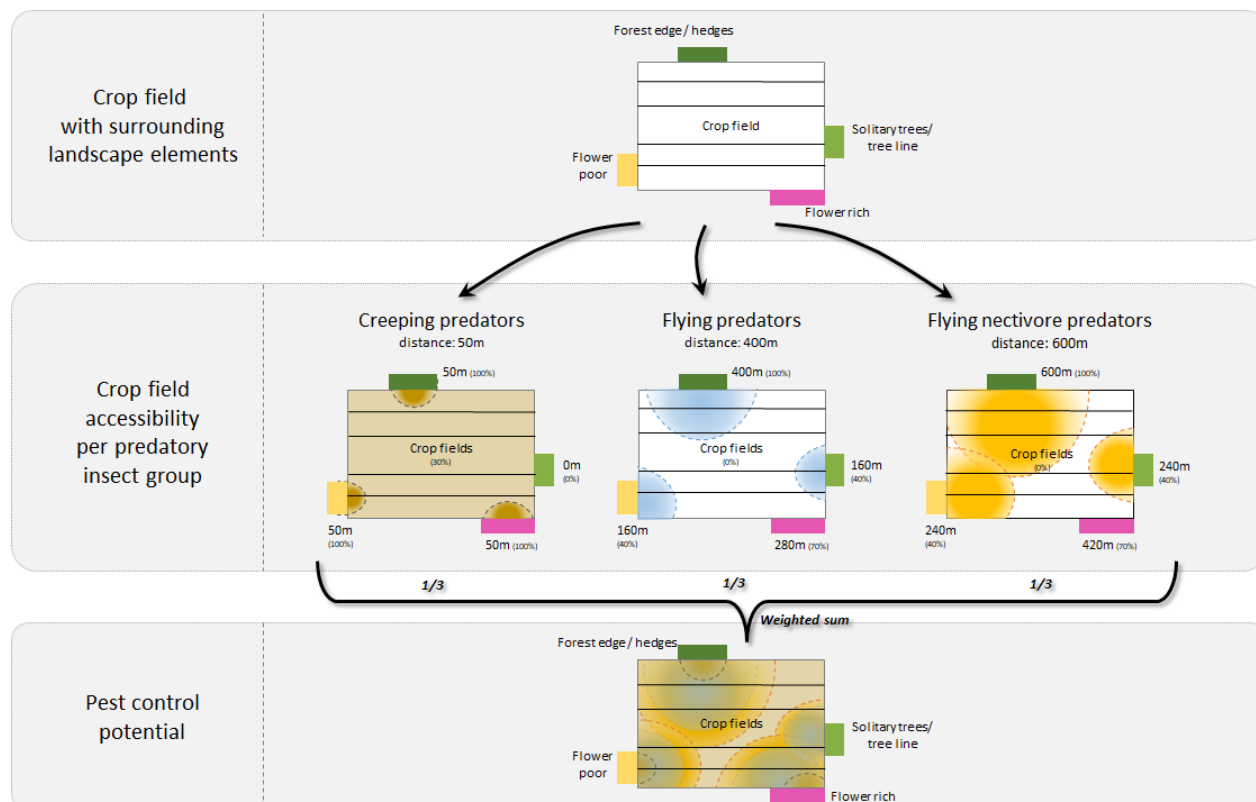 Forest edge/ hedges
Crop field
with surrounding
landscape elements
Crop field
Solitary trees/
tree line
Flower
poor
Flower rich
Creeping predators
distance: 50m
Flying predators
distance: 400m
Flying nectivore predators
distance: 600m
50m (100%)
400m (100%)
600m (100%)
Crop field
accessibility
per predatory
insect group
Crop fields
(30%)
0m
(0%)
Crop fields
(0%)
160m
(40%)
Crop fields
(0%)
240m
(40%)
50m
(100%)
50m (100%)
160m
(40%)
280m (70%)
240m
(40%)
420m (70%)
1/3
1/3
1/3
Weighted sum
Forest edge/ hedges
Pest control
potential
Crop fields
Solitary trees/
tree line
Flower
poor
Flower rich